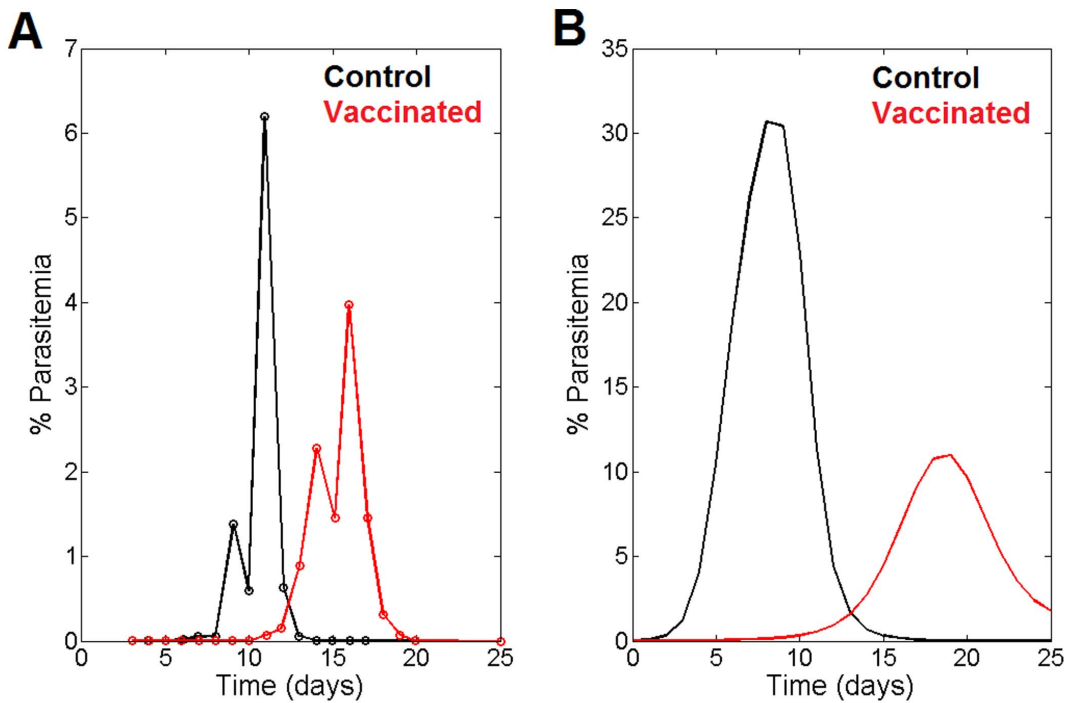 A
7
6
5
4
3
2
1
0
% Parasitemia
Control
Vaccinated
0 5 10 15 20 25
Time (days)
B
35
30
25
20
15
10
5
0
% Parasitemia
Control
Vaccinated
0 5 10 15 20 25
Time (days)